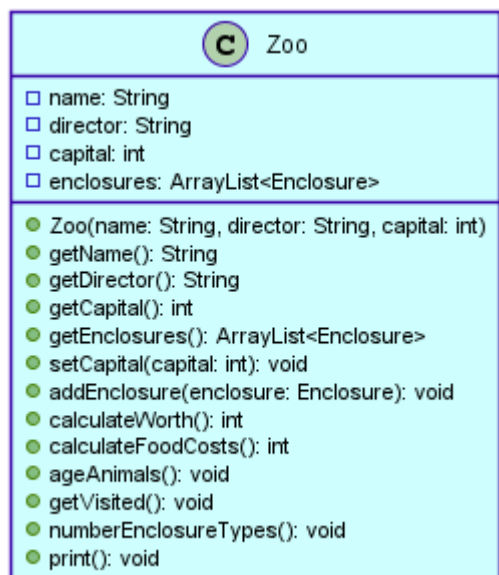 C Zoo
name: String
director: String
capital: int
enclosures: ArrayList<Enclosure>
Zoo(name: String, director: String, capital: int)
getName(): String
getDirector(): String
getCapital(): int
getEnclosures(): ArrayList<Enclosure>
setCapital(capital: int): void
addEnclosure(enclosure: Enclosure): void
calculateWorth(): int
calculateFoodCosts(): int
ageAnimals(): void
getVisited(): void
numberEnclosureTypes(): void
print(): void